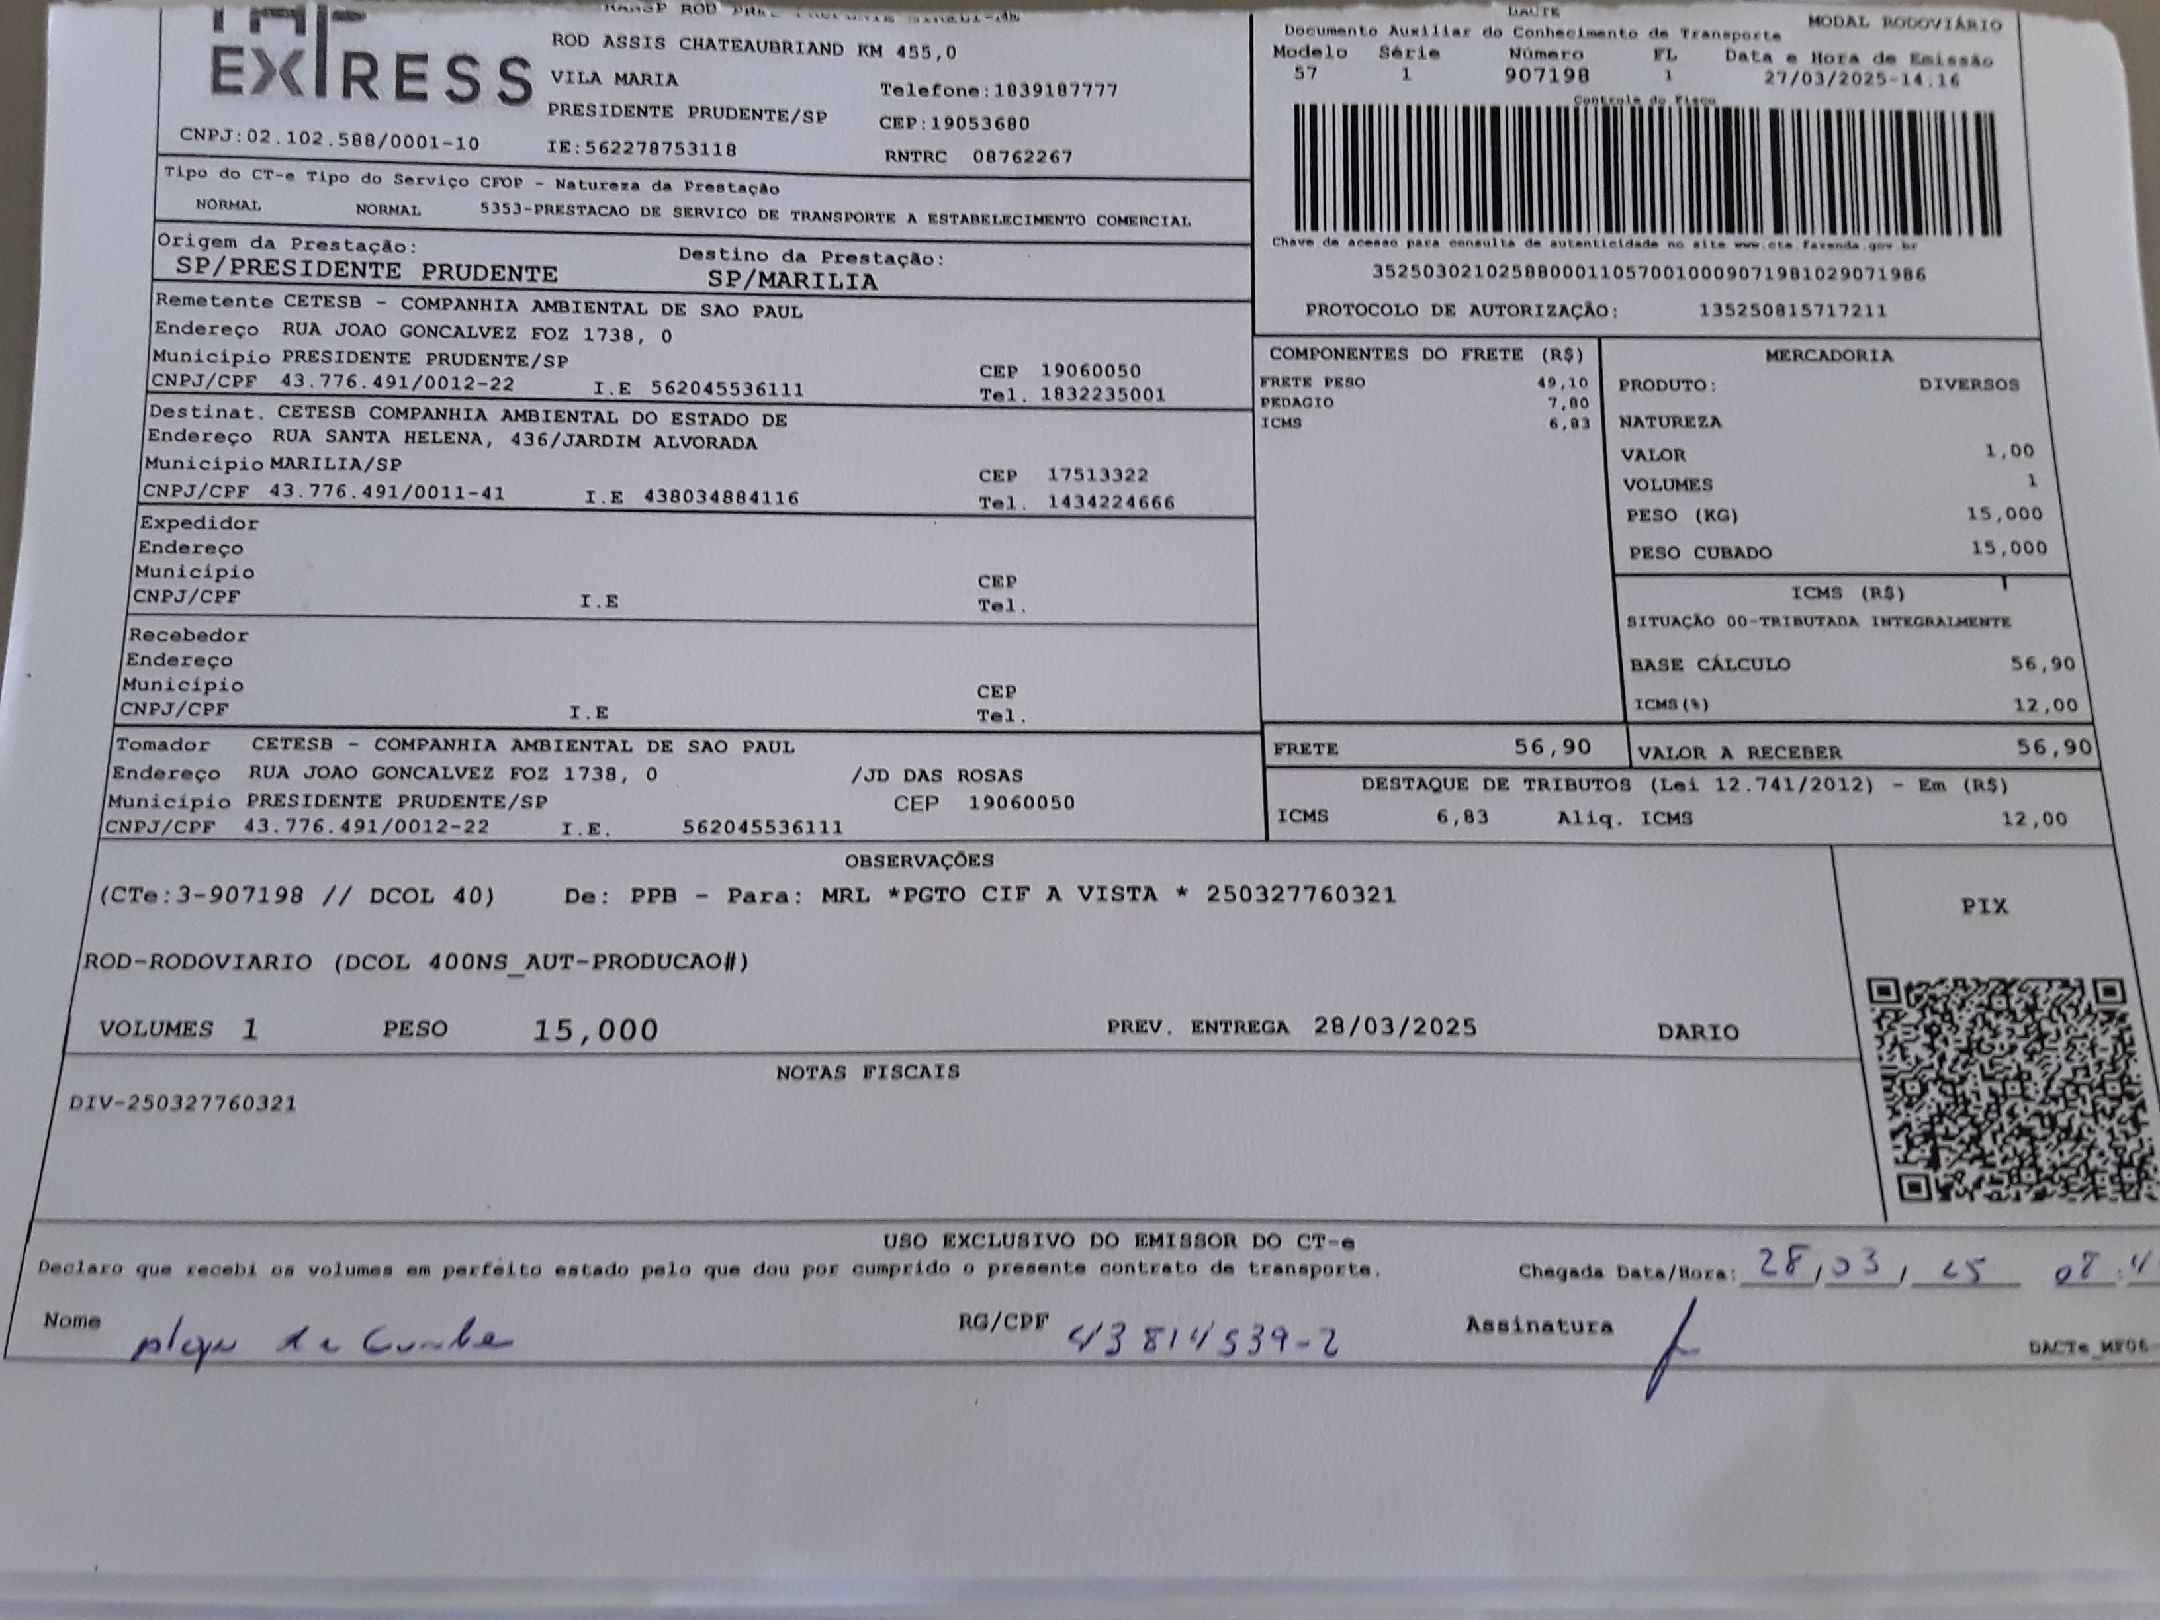 EXPRESS
ROD ASSIS CHATEAUBRIAND KM 455,0
VILA MARIA
Telefone:1839187777
PRESIDENTE PRUDENTE/SP
CEP:19053680
CNPJ:02.102.588/0001-10
IE:562278753118
RNTRC 08762267
DACTE
MODAL RODOVIÁRIO
Documento Auxiliar do Conhecimento de Transporte
Modelo Série Número FL Data e Hora de Emissão
57 1 907198 1 27/03/2025-14.16
Controle do Fisco
Chave de acesso para consulta de autenticidade no site www.cte.fazenda.gov.br
35250302102588000110570010009071981029071986
PROTOCOLO DE AUTORIZAÇÃO: 135250815717211
Tipo do CT-e Tipo do Serviço CFOP - Natureza da Prestação
NORMAL NORMAL 5353-PRESTACAO DE SERVICO DE TRANSPORTE A ESTABELECIMENTO COMERCIAL
Origem da Prestação: Destino da Prestação:
SP/PRESIDENTE PRUDENTE SP/MARILIA
Remetente CETESB - COMPANHIA AMBIENTAL DE SAO PAUL
Endereço RUA JOAO GONCALVEZ FOZ 1738, 0
Município PRESIDENTE PRUDENTE/SP CEP 19060050
CNPJ/CPF 43.776.491/0012-22 I.E 562045536111 Tel. 1832235001
Destinat. CETESB COMPANHIA AMBIENTAL DO ESTADO DE
Endereço RUA SANTA HELENA, 436/JARDIM ALVORADA
Município MARILIA/SP CEP 17513322
CNPJ/CPF 43.776.491/0011-41 I.E 438034884116 Tel. 1434224666
Expedidor
Endereço
Município CEP
CNPJ/CPF I.E Tel.
Recebedor
Endereço
Município CEP
CNPJ/CPF I.E Tel.
Tomador CETESB - COMPANHIA AMBIENTAL DE SAO PAUL
Endereço RUA JOAO GONCALVEZ FOZ 1738, 0 /JD DAS ROSAS
Município PRESIDENTE PRUDENTE/SP CEP 19060050
CNPJ/CPF 43.776.491/0012-22 I.E. 562045536111
COMPONENTES DO FRETE (R$)
FRETE PESO 49,10
PEDAGIO 7,80
ICMS 6,83
MERCADORIA
PRODUTO: DIVERSOS
NATUREZA
VALOR 1,00
VOLUMES 1
PESO (KG) 15,000
PESO CUBADO 15,000
ICMS (R$)
SITUAÇÃO 00-TRIBUTADA INTEGRALMENTE
BASE CÁLCULO 56,90
ICMS(%) 12,00
FRETE 56,90 VALOR A RECEBER 56,90
DESTAQUE DE TRIBUTOS (Lei 12.741/2012) - Em (R$)
ICMS 6,83 Aliq. ICMS 12,00
OBSERVAÇÕES
(CTe:3-907198 // DCOL 40) De: PPB - Para: MRL *PGTO CIF A VISTA * 250327760321
PIX
ROD-RODOVIARIO (DCOL 400NS_AUT-PRODUCAO#)
VOLUMES 1 PESO 15,000 PREV. ENTREGA 28/03/2025 DARIO
NOTAS FISCAIS
DIV-250327760321
USO EXCLUSIVO DO EMISSOR DO CT-e
Declaro que recebi os volumes em perfeito estado pelo que dou por cumprido o presente contrato de transporte.
Chegada Data/Hora: 28/03/25 08:4
Nome da Cunha RG/CPF 43814539-2 Assinatura
DACTe_MF06-